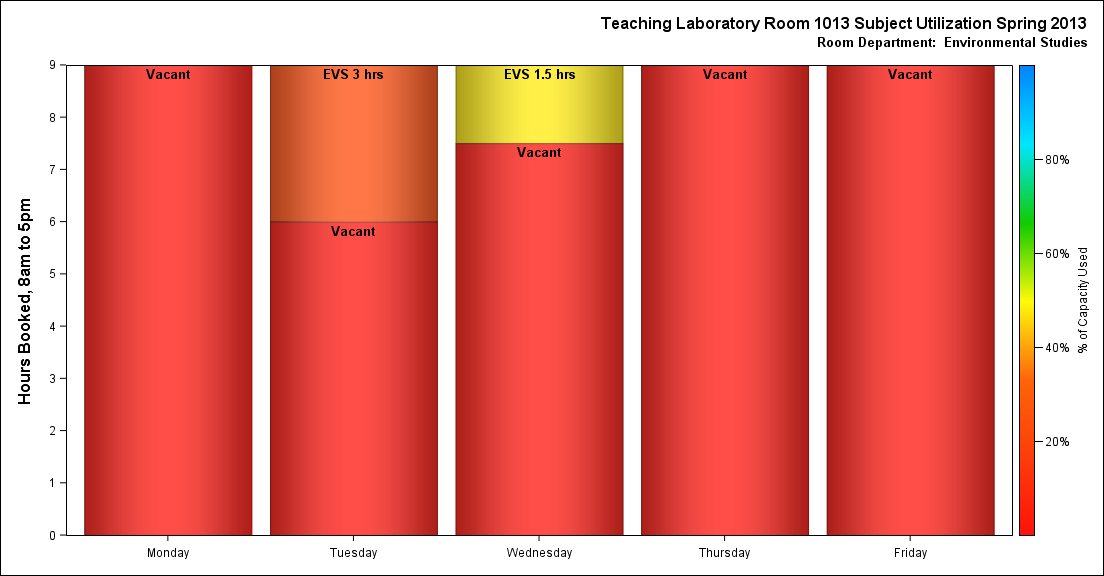 Teaching Laboratory Room 1013 Subject Utilization Spring 2013
Room Department:  Environmental Studies
Hours Booked, 8am to 5pm
9
8
7
6
5
4
3
2
1
0
Vacant
EVS 3 hrs
Vacant
EVS 1.5 hrs
Vacant
Vacant
Vacant
Monday
Tuesday
Wednesday
Thursday
Friday
80%
60%
40%
20%
% of Capacity Used